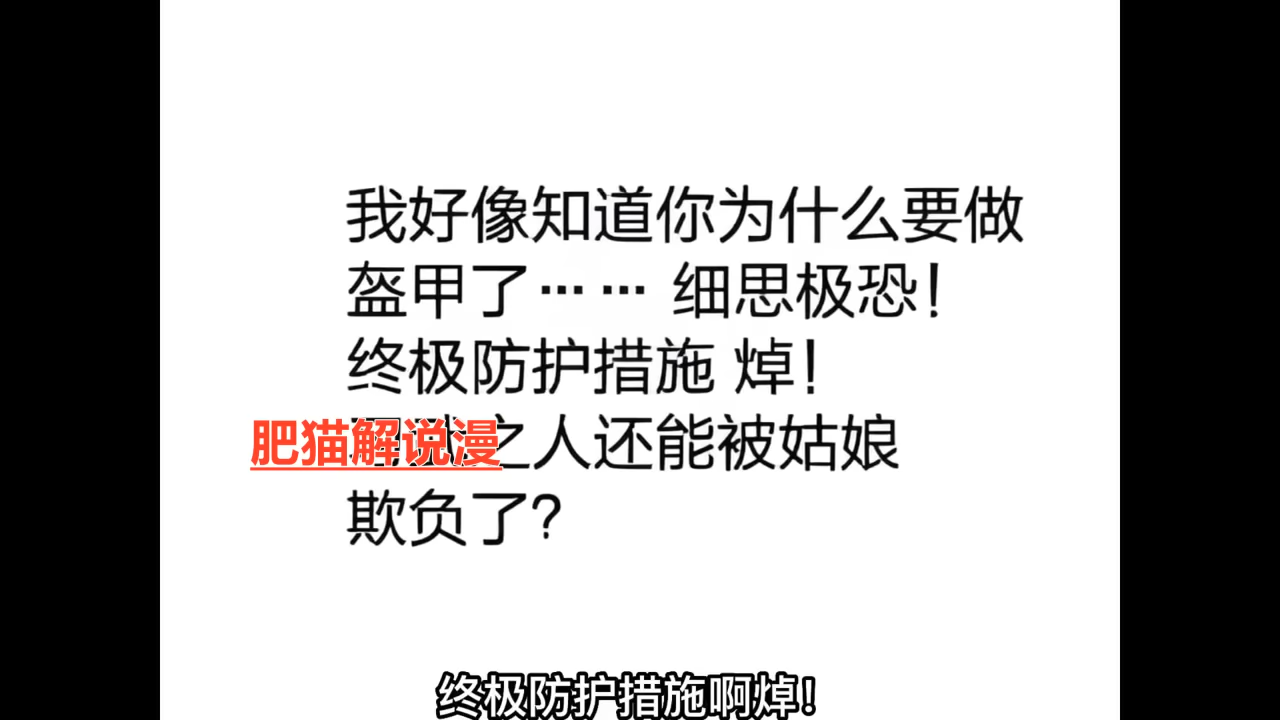 我好像知道你为什么要做
盔甲了…… 细思极恐！
终极防护措施 焯！
之人还能被姑娘
肥猫解说漫
欺负了？
终极防护措施啊焯！